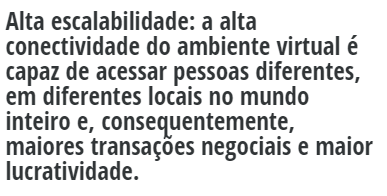 Alta escalabilidade: a alta
conectividade do ambiente virtual é
capaz de acessar pessoas diferentes,
em diferentes locais no mundo
inteiro e, consequentemente,
maiores transações negociais e maior
lucratividade.